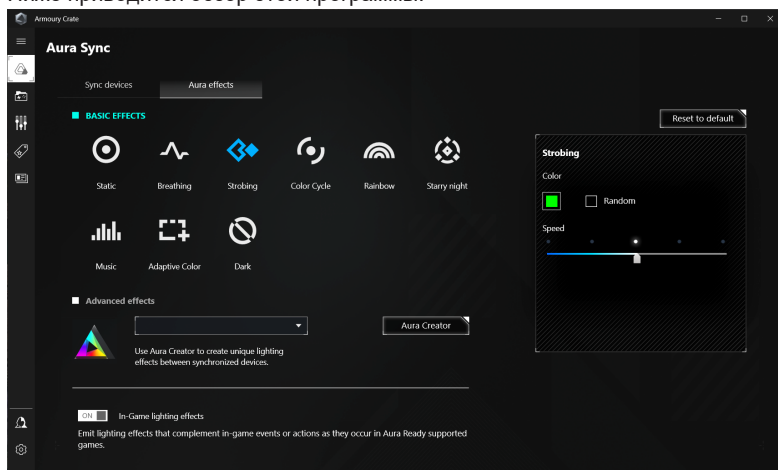 Ниже приводится обзор этой программы:
Armoury Crate
Aura Sync
Sync devices
Aura effects
BASIC EFFECTS
Reset to default
Static
Breathing
Strobing
Color Cycle
Rainbow
Starry night
Strobing
Color
Random
Speed
Music
Adaptive Color
Dark
Advanced effects
Aura Creator
Use Aura Creator to create unique lighting
effects between synchronized devices.
ON
In-Game lighting effects
Emit lighting effects that complement in-game events or actions as they occur in Aura Ready supported
games.